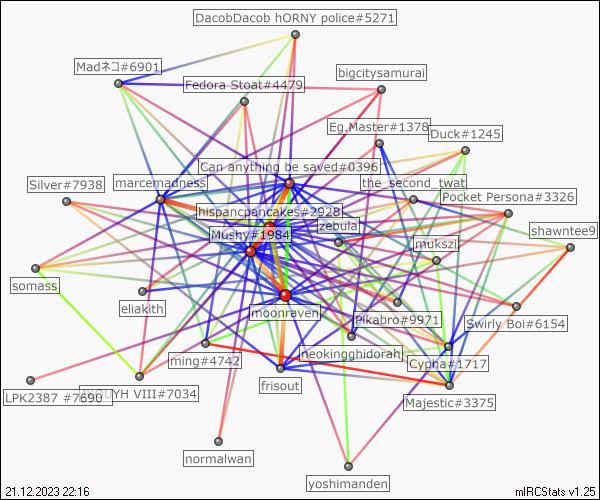 DacobDacob hORNY police#5271
Madネコ#6901
bigcitysamurai
Fedora Stoat#4479
Eg.Master#1378
Duck#1245
Can anything be saved#0396
Silver#7938
marcemadness
the_second_twat
Pocket Persona#3326
hispancpancakes#2928
zebula
shawntee9
Mushy#1984
mukszi
somass
eliakith
moonraven
Pikabro#9971
Swirly Boi#6154
ming#4742
neokingghidorah
Cypha#1717
frisout
LPK2387 #7690
VIII#7034
Majestic#3375
normalwan
yoshimanden
21.12.2023 22:16
mIRCStats v1.25